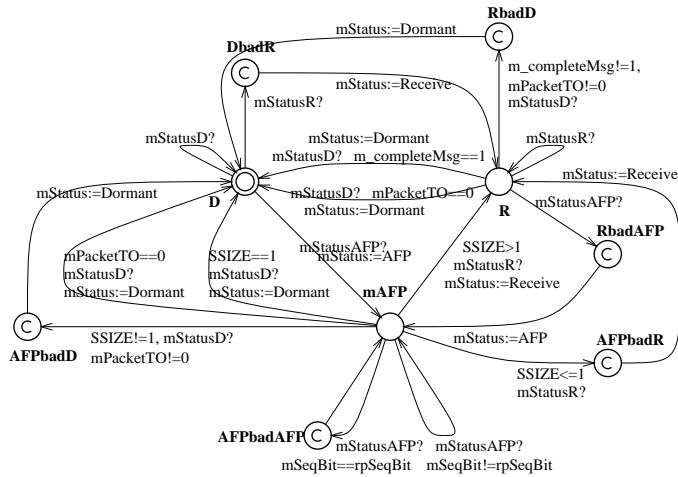 RbadD
mStatus:=Dormant
DbadR
C
C
m_completeMsg!=1,
mPacketTO!=0
mStatusD?
mStatus:=Receive
mStatusR?
mStatusD?
mStatus:=Dormant
mStatusD? m_completeMsg==1
mStatusR?
mStatus:=Receive
mStatus:=Dormant
D
mStatusD? mPacketTO==0
mStatus:=Dormant
R
mStatusAFP?
RbadAFP
C
mStatusAFP?
mStatus:=AFP
mPacketTO==0
mStatusD?
mStatus:=Dormant
SSIZE==1
mStatusD?
mStatus:=Dormant
SSIZE>1
mStatusR?
mStatus:=Receive
mAFP
C
AFPbadD
SSIZE!=1, mStatusD?
mPacketTO!=0
mStatus:=AFP
AFPbadR
C
SSIZE<=1
mStatusR?
AFPbadAFP
C
mStatusAFP?
mSeqBit==rpSeqBit
mStatusAFP?
mSeqBit!=rpSeqBit